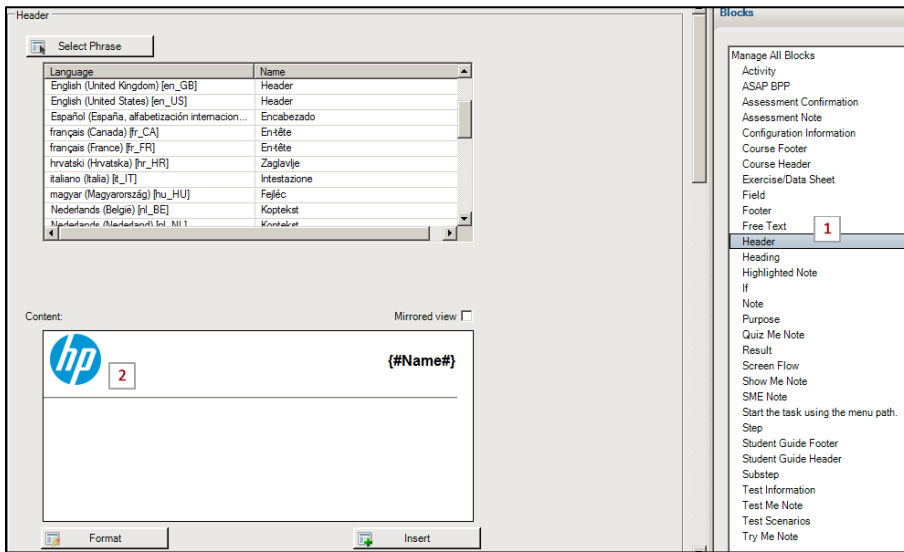 Header
Select Phrase
Language Name
English (United Kingdom) [en_GB] Header
English (United States) [en_US] Header
Español (España, alfabetización internacion... Encabezado
français (Canada) [fr_CA] En-tête
français (France) [fr_FR] En-tête
hrvatski (Hrvatska) [hr_HR] Zaglavlje
italiano (Italia) [it_IT] Intestazione
magyar (Magyarország) [hu_HU] Fejléc
Nederlands (België) [nl_BE] Koptekst
Nederlands (Nederland) [nl_NL] Koptekst
Content: Mirrored view
hp
2
{#Name#}
Format Insert
Blocks
Manage All Blocks
Activity
ASAP BPP
Assessment Confirmation
Assessment Note
Configuration Information
Course Footer
Course Header
Exercise/Data Sheet
Field
Footer
Free Text
1
Header
Heading
Highlighted Note
If
Note
Purpose
Quiz Me Note
Result
Screen Flow
Show Me Note
SME Note
Start the task using the menu path.
Step
Student Guide Footer
Student Guide Header
Substep
Test Information
Test Me Note
Test Scenarios
Try Me Note